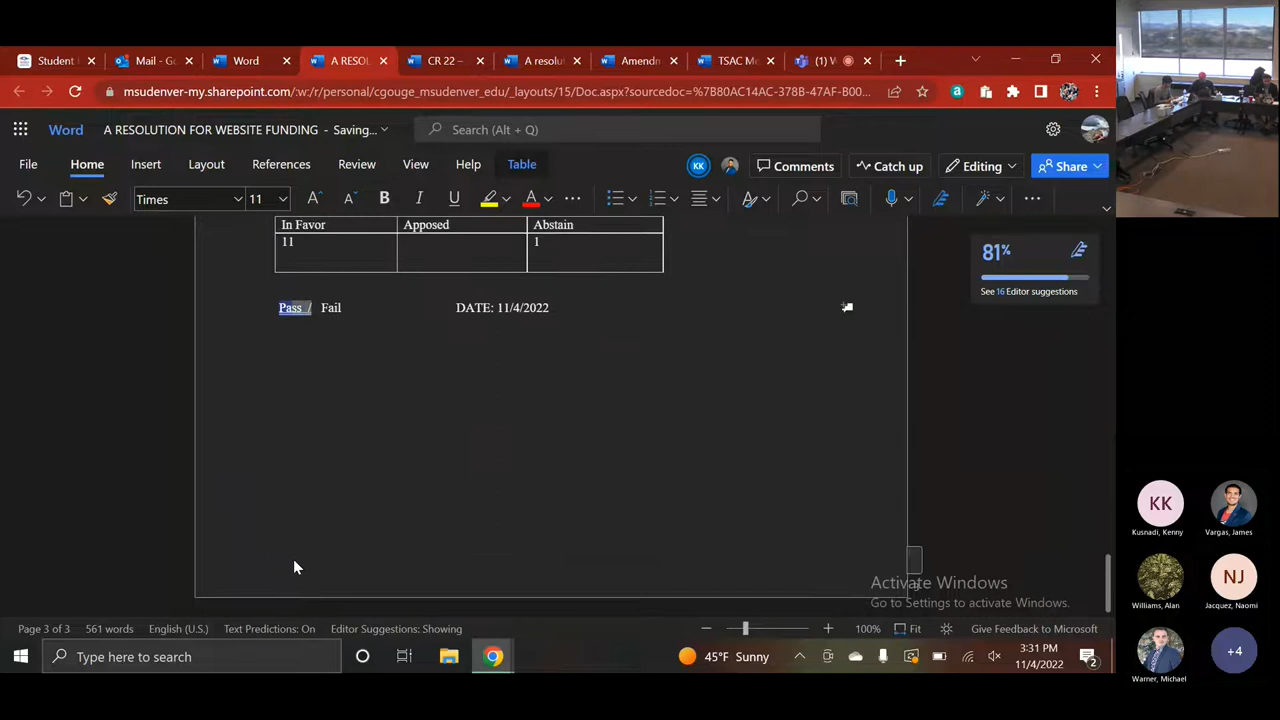 Student
Mail - Go
Word
A RESOL
CR 22 –
A resolut
Amendm
TSAC Me
(1) W
msudenver-my.sharepoint.com/:w:/r/personal/cgouge_msudenver_edu/_layouts/15/Doc.aspx?sourcedoc=%7B80AC14AC-378B-47AF-B00...
Word
A RESOLUTION FOR WEBSITE FUNDING - Saving...
Search (Alt + Q)
File
Home
Insert
Layout
References
Review
View
Help
Table
KK
Comments
Catch up
Editing
Share
Times
11
In Favor
Apposed
Abstain
11
1
81%
See 16 Editor suggestions
Pass / Fail
DATE: 11/4/2022
KK
Kusnadi, Kenny
Vargas, James
Williams, Alan
NJ
Jacquez, Naomi
Warner, Michael
+4
Activate Windows
Go to Settings to activate Windows.
Page 3 of 3
561 words
English (U.S.)
Text Predictions: On
Editor Suggestions: Showing
100%
Fit
Give Feedback to Microsoft
Type here to search
45°F Sunny
3:31 PM
11/4/2022
2